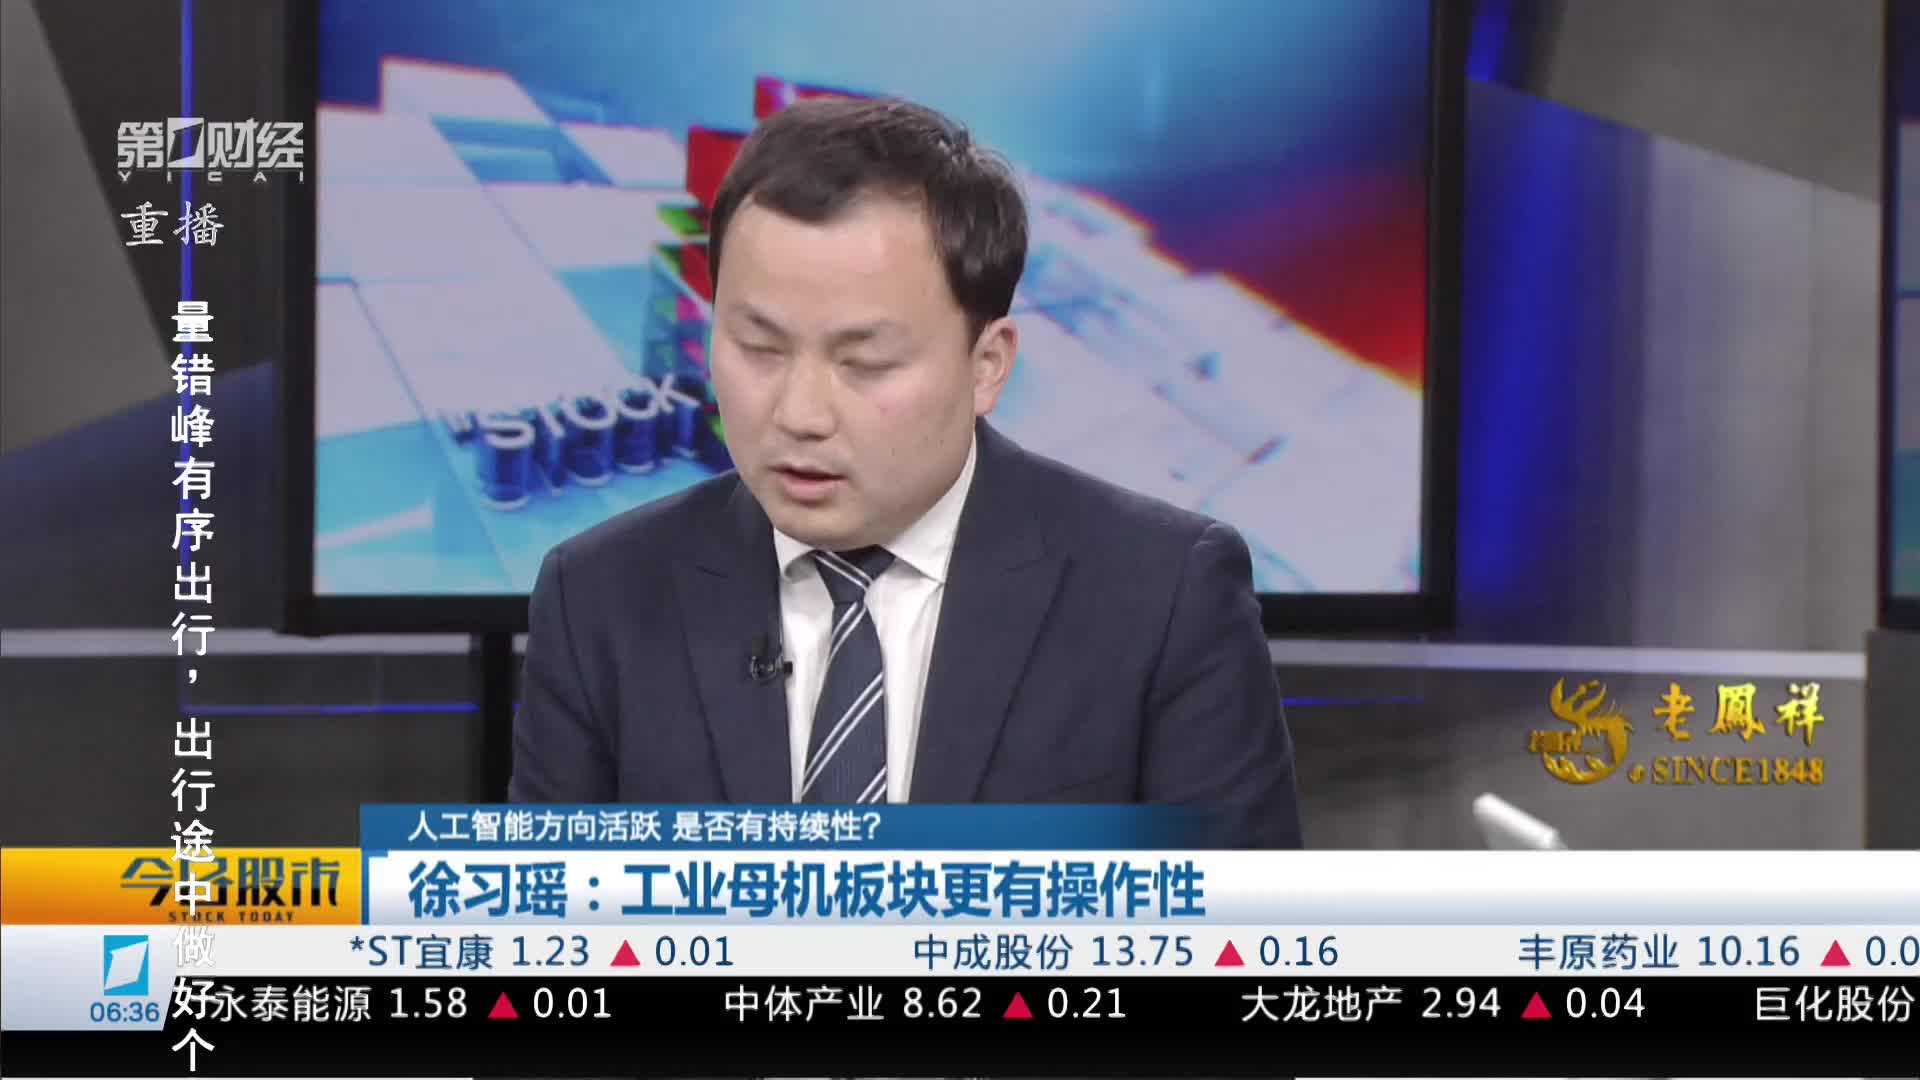 第1财经
YICAI
重播
量错峰有序出行，出行途中做好个
STOCK
老鳳祥
SINCE1848
人工智能方向活跃 是否有持续性?
今日股市
STOCK TODAY
徐习瑶：工业母机板块更有操作性
*ST宜康 1.23 ▲ 0.01 中成股份 13.75 ▲ 0.16 丰原药业 10.16 ▲ 0.0
06:36
永泰能源 1.58 ▲ 0.01 中体产业 8.62 ▲ 0.21 大龙地产 2.94 ▲ 0.04 巨化股份